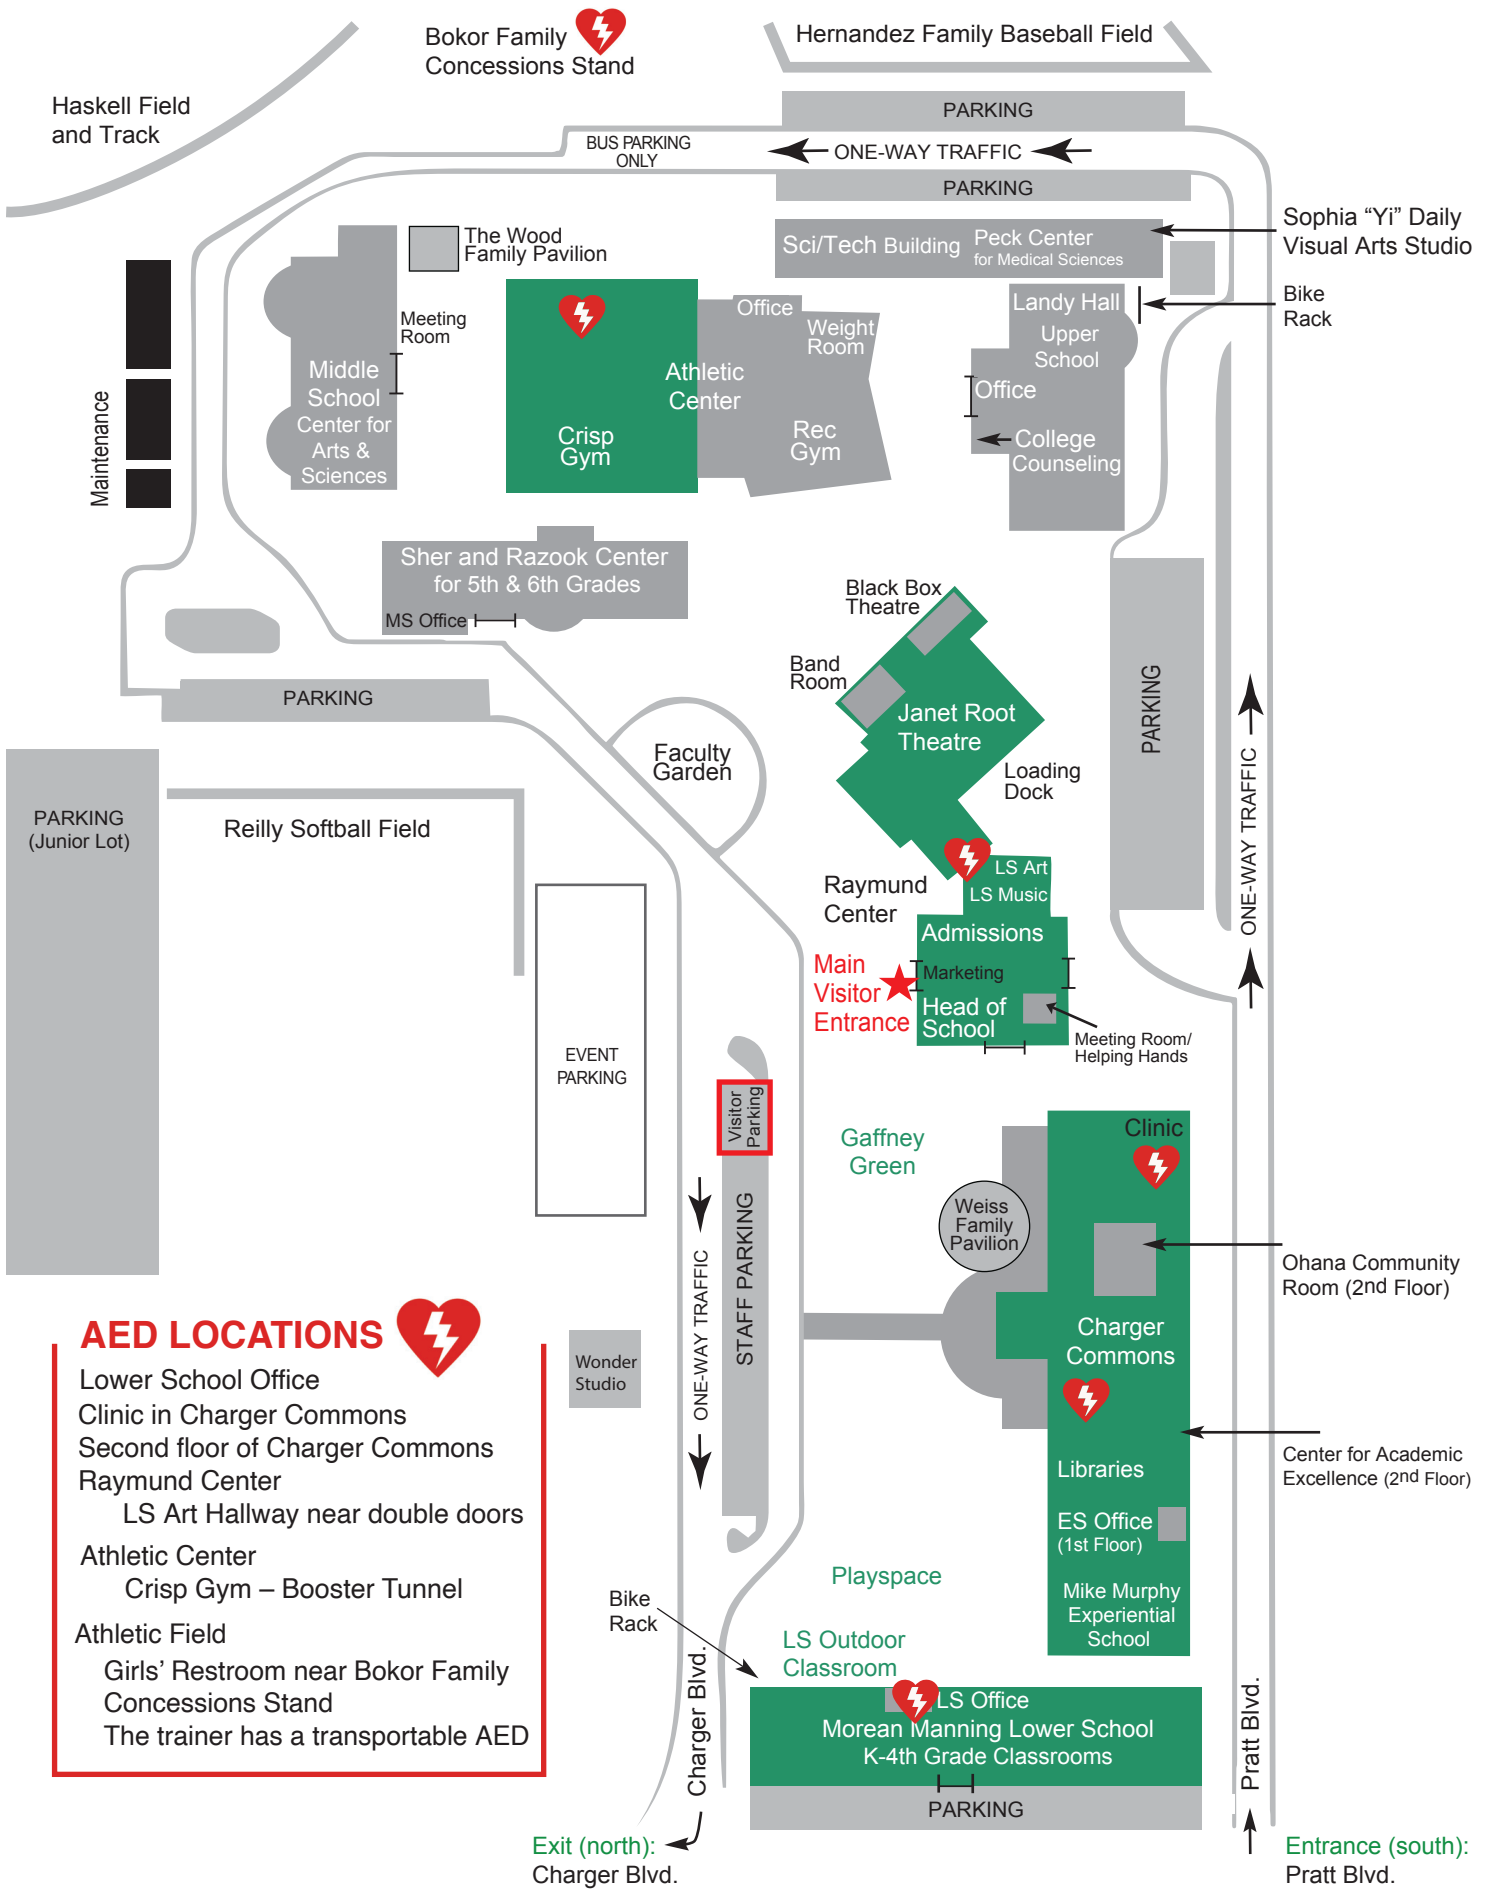 Bokor Family
Concessions Stand
Hernandez Family Baseball Field
Haskell Field
and Track
PARKING
BUS PARKING
ONLY
ONE-WAY TRAFFIC
PARKING
Sophia “Yi” Daily
Visual Arts Studio
The Wood
Family Pavilion
Sci/Tech Building
Peck Center
for Medical Sciences
Bike
Rack
Landy Hall
Upper
School
Office
College
Counseling
Office
Weight
Room
Athletic
Center
Rec
Gym
Crisp
Gym
Meeting
Room
Middle
School
Center for
Arts &
Sciences
Maintenance
Sher and Razook Center
for 5th & 6th Grades
MS Office
Black Box
Theatre
Band
Room
Janet Root
Theatre
Loading
Dock
PARKING
ONE-WAY TRAFFIC
PARKING
Faculty
Garden
PARKING
(Junior Lot)
Reilly Softball Field
Raymund
Center
LS Art
LS Music
Admissions
Marketing
Head of
School
Main
Visitor
Entrance
Meeting Room/
Helping Hands
EVENT
PARKING
Visitor
Parking
Gaffney
Green
Clinic
Weiss
Family
Pavilion
Ohana Community
Room (2nd Floor)
STAFF PARKING
ONE-WAY TRAFFIC
Charger
Commons
Wonder
Studio
Center for Academic
Excellence (2nd Floor)
Libraries
ES Office
(1st Floor)
Mike Murphy
Experiential
School
AED LOCATIONS
Lower School Office
Clinic in Charger Commons
Second floor of Charger Commons
Raymund Center
LS Art Hallway near double doors
Athletic Center
Crisp Gym – Booster Tunnel
Athletic Field
Girls’ Restroom near Bokor Family
Concessions Stand
The trainer has a transportable AED
Playspace
Bike
Rack
LS Outdoor
Classroom
LS Office
Morean Manning Lower School
K-4th Grade Classrooms
PARKING
Charger Blvd.
Pratt Blvd.
Exit (north):
Charger Blvd.
Entrance (south):
Pratt Blvd.